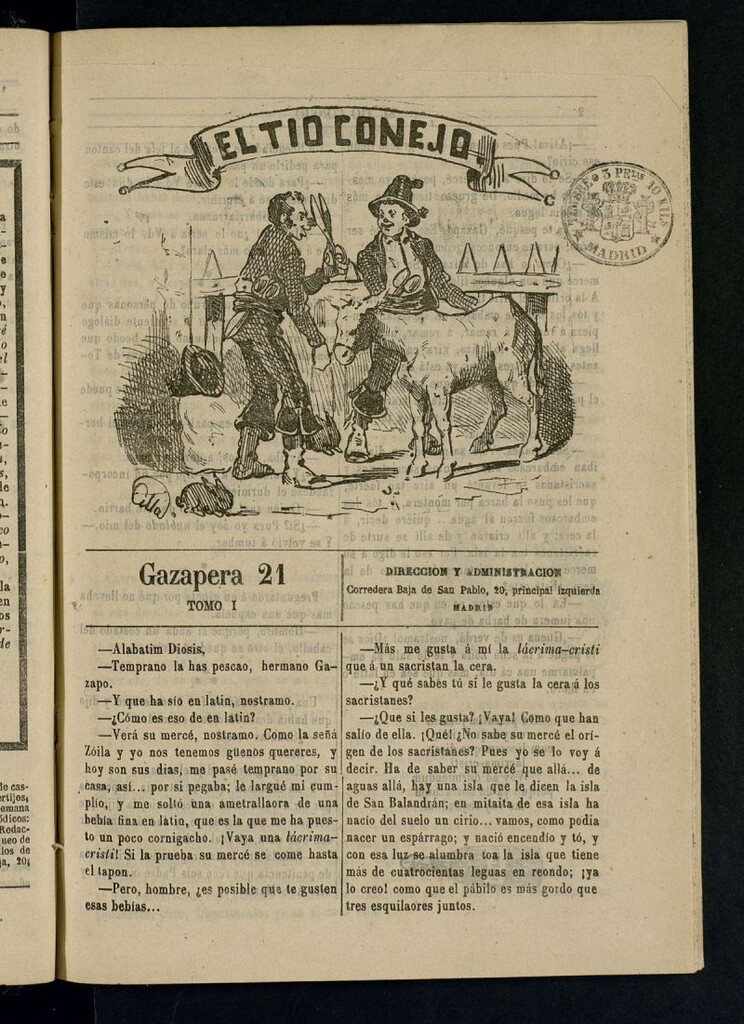 EL TIO CONEJO.
TIMBRE 3 PTAS 10 KILS
MADRID
Cilla
Gazapera 21
TOMO I
DIRECCION Y ADMINISTRACION
Corredera Baja de San Pablo, 20, principal izquierda
MADRID
—Alabatim Diosis.
—Temprano la has pescao, hermano Ga-
zapo.
—Y que ha sío en latin, nostramo.
—¿Cómo es eso de en latin?
—Verá su mercé, nostramo. Como la señá
Zóila y yo nos tenemos güenos quereres, y
hoy son sus dias, me pasé temprano por su
casa, así... por si pegaba; le largué mi cum-
plío, y me soltó una ametrallaora de una
bebía fina en latin, que es la que me ha pues-
to un poco cornigacho. ¡Vaya una lácrima-
cristi! Si la prueba su mercé se come hasta
el tapon.
—Pero, hombre, ¿es posible que te gusten
esas bebías...
—Más me gusta á mí la lácrima-cristi
que á un sacristan la cera.
—¿Y qué sabes tú si le gusta la cera á los
sacristanes?
—¿Que si les gusta? ¡Vaya! Como que han
salío de ella. ¡Qué! ¿No sabe su mercé el orí-
gen de los sacristanes? Pues yo se lo voy á
decir. Ha de saber su mercé que allá... de
aguas allá, hay una isla que le dicen la isla
de San Balandrán; en mitaita de esa isla ha
nacío del suelo un cirio... vamos, como podia
nacer un espárrago; y nació encendío y tó, y
con esa luz se alumbra toa la isla que tiene
más de cuatrocientas leguas en reondo; ¡ya
lo creo! como que el pábilo es más gordo que
tres esquilaores juntos.